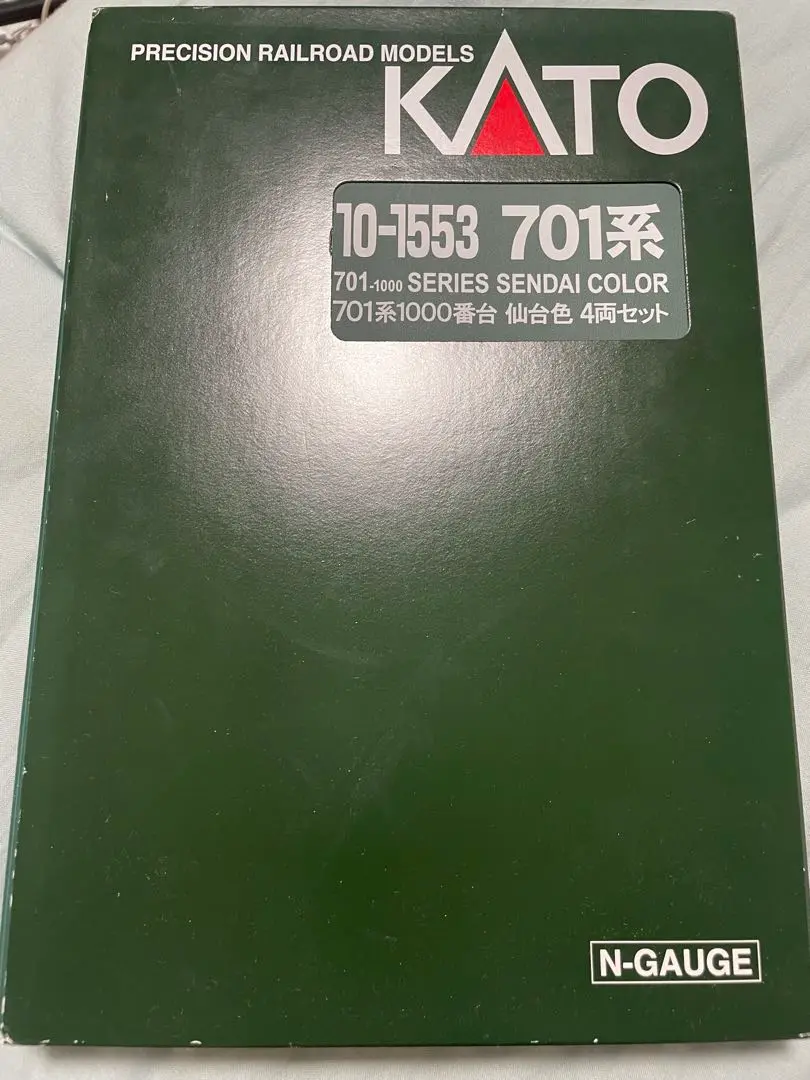 PRECISION RAILROAD MODELS
KATO
10-1553 701系
701-1000 SERIES SENDAI COLOR
701系1000番台 仙台色 4両セット
N-GAUGE